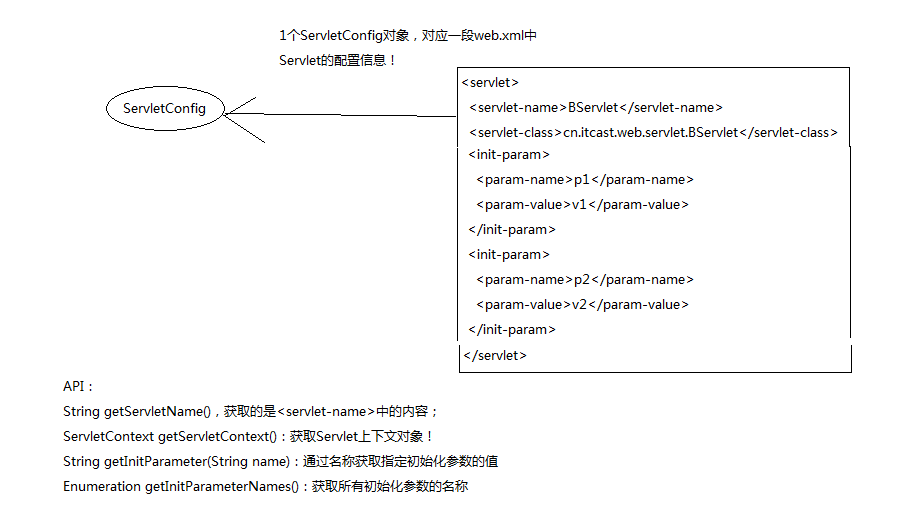 1个ServletConfig对象，对应一段web.xml中
Servlet的配置信息！
ServletConfig
<servlet>
<servlet-name>BServlet</servlet-name>
<servlet-class>cn.itcast.web.servlet.BServlet</servlet-class>
<init-param>
<param-name>p1</param-name>
<param-value>v1</param-value>
</init-param>
<init-param>
<param-name>p2</param-name>
<param-value>v2</param-value>
</init-param>
</servlet>
API：
String getServletName()，获取的是<servlet-name>中的内容；
ServletContext getServletContext()：获取Servlet上下文对象！
String getInitParameter(String name)：通过名称获取指定初始化参数的值
Enumeration getInitParameterNames()：获取所有初始化参数的名称